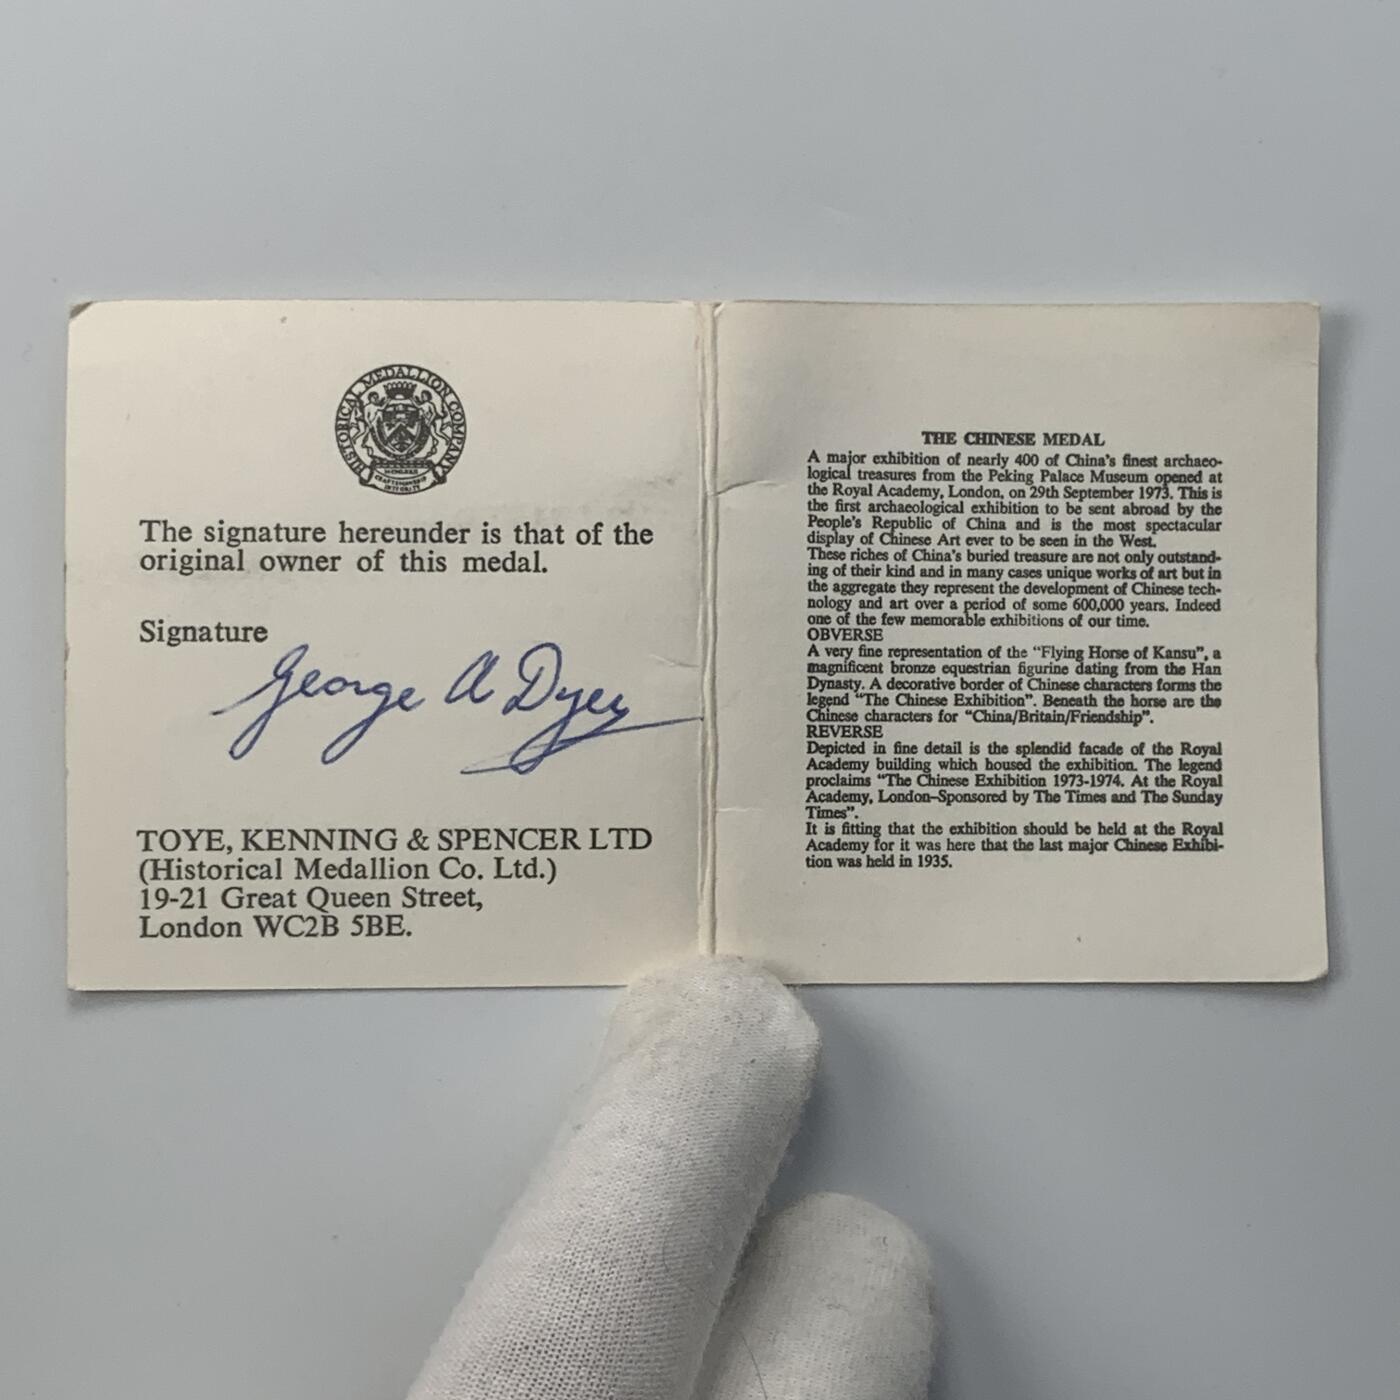 HISTORICAL MEDALLION COMPANY
CRAFTSMANSHIP
INTEGRITY
The signature hereunder is that of the
original owner of this medal.
Signature
George A Dyer
TOYE, KENNING & SPENCER LTD
(Historical Medallion Co. Ltd.)
19-21 Great Queen Street,
London WC2B 5BE.
THE CHINESE MEDAL
A major exhibition of nearly 400 of China's finest archaeo-
logical treasures from the Peking Palace Museum opened at
the Royal Academy, London, on 29th September 1973. This is
the first archaeological exhibition to be sent abroad by the
People's Republic of China and is the most spectacular
display of Chinese Art ever to be seen in the West.
These riches of China's buried treasure are not only outstand-
ing of their kind and in many cases unique works of art but in
the aggregate they represent the development of Chinese tech-
nology and art over a period of some 600,000 years. Indeed
one of the few memorable exhibitions of our time.
OBVERSE
A very fine representation of the "Flying Horse of Kansu", a
magnificent bronze equestrian figurine dating from the Han
Dynasty. A decorative border of Chinese characters forms the
legend "The Chinese Exhibition". Beneath the horse are the
Chinese characters for "China/Britain/Friendship".
REVERSE
Depicted in fine detail is the splendid facade of the Royal
Academy building which housed the exhibition. The legend
proclaims "The Chinese Exhibition 1973-1974. At the Royal
Academy, London–Sponsored by The Times and The Sunday
Times".
It is fitting that the exhibition should be held at the Royal
Academy for it was here that the last major Chinese Exhibi-
tion was held in 1935.